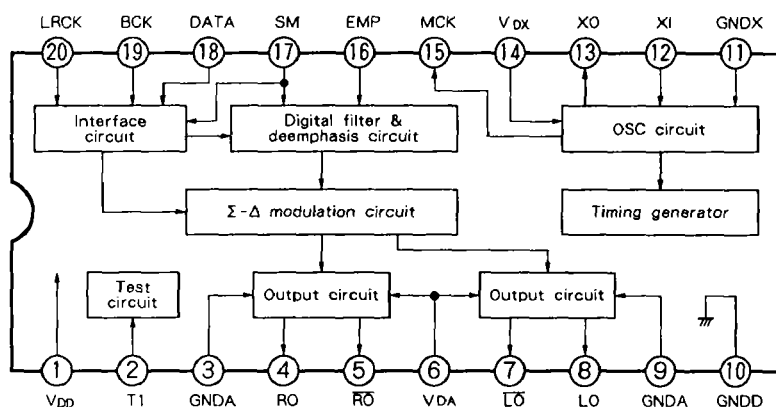 LRCK BCK DATA SM EMP MCK VDX XO XI GNDX
20 19 18 17 16 15 14 13 12 11
Interface circuit
Digital filter & deemphasis circuit
OSC circuit
Σ-Δ modulation circuit
Timing generator
Test circuit
Output circuit
Output circuit
1 2 3 4 5 6 7 8 9 10
VDD T1 GNDA RO R̅O̅ VDA L̅O̅ LO GNDA GNDD